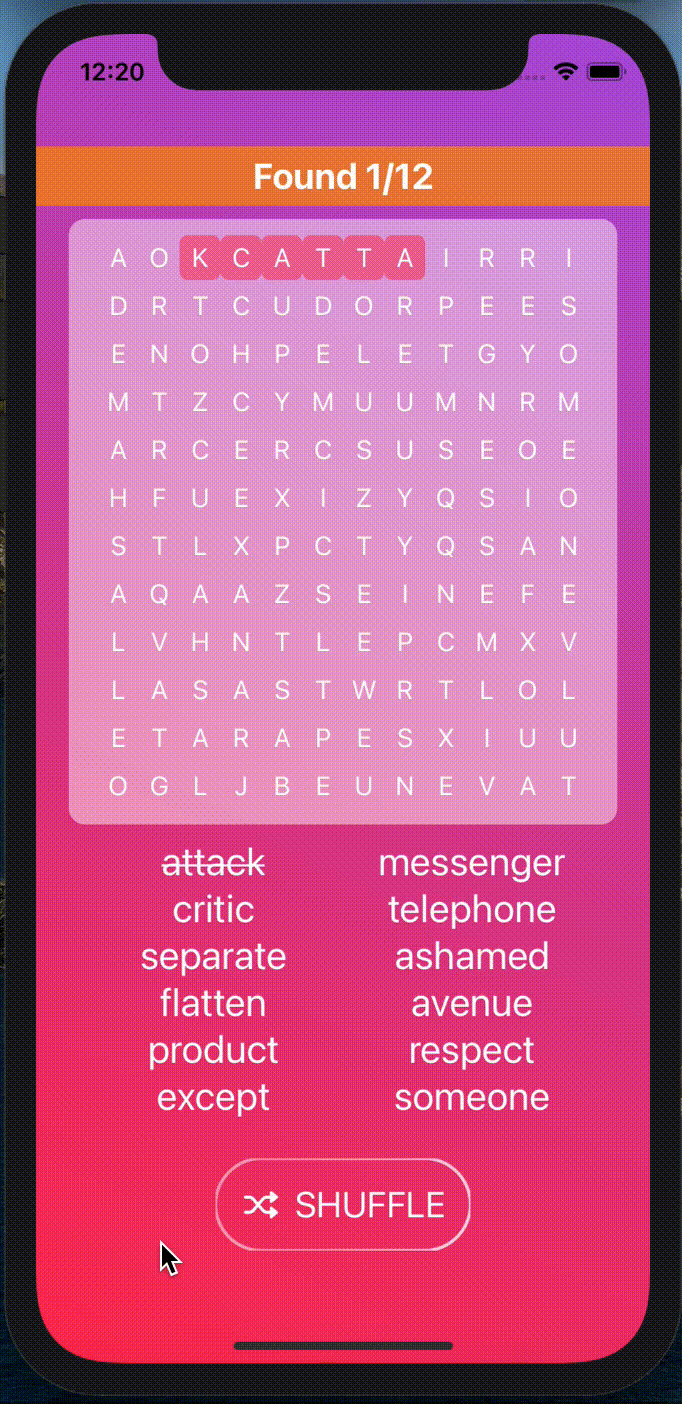 12:20
Found 1/12
A O K C A T T A I R R I
D R T C U D O R P E E S
E N O H P E L E T G Y O
M T Z C Y M U U M N R M
A R C E R C S U S E O E
H F U E X I Z Y Q S I O
S T L X P C T Y Q S A N
A Q A A Z S E I N E F E
L V H N T L E P C M X V
L A S A S T W R T L O L
E T A R A P E S X I U U
O G L J B E U N E V A T
attack messenger
critic telephone
separate ashamed
flatten avenue
product respect
except someone
SHUFFLE